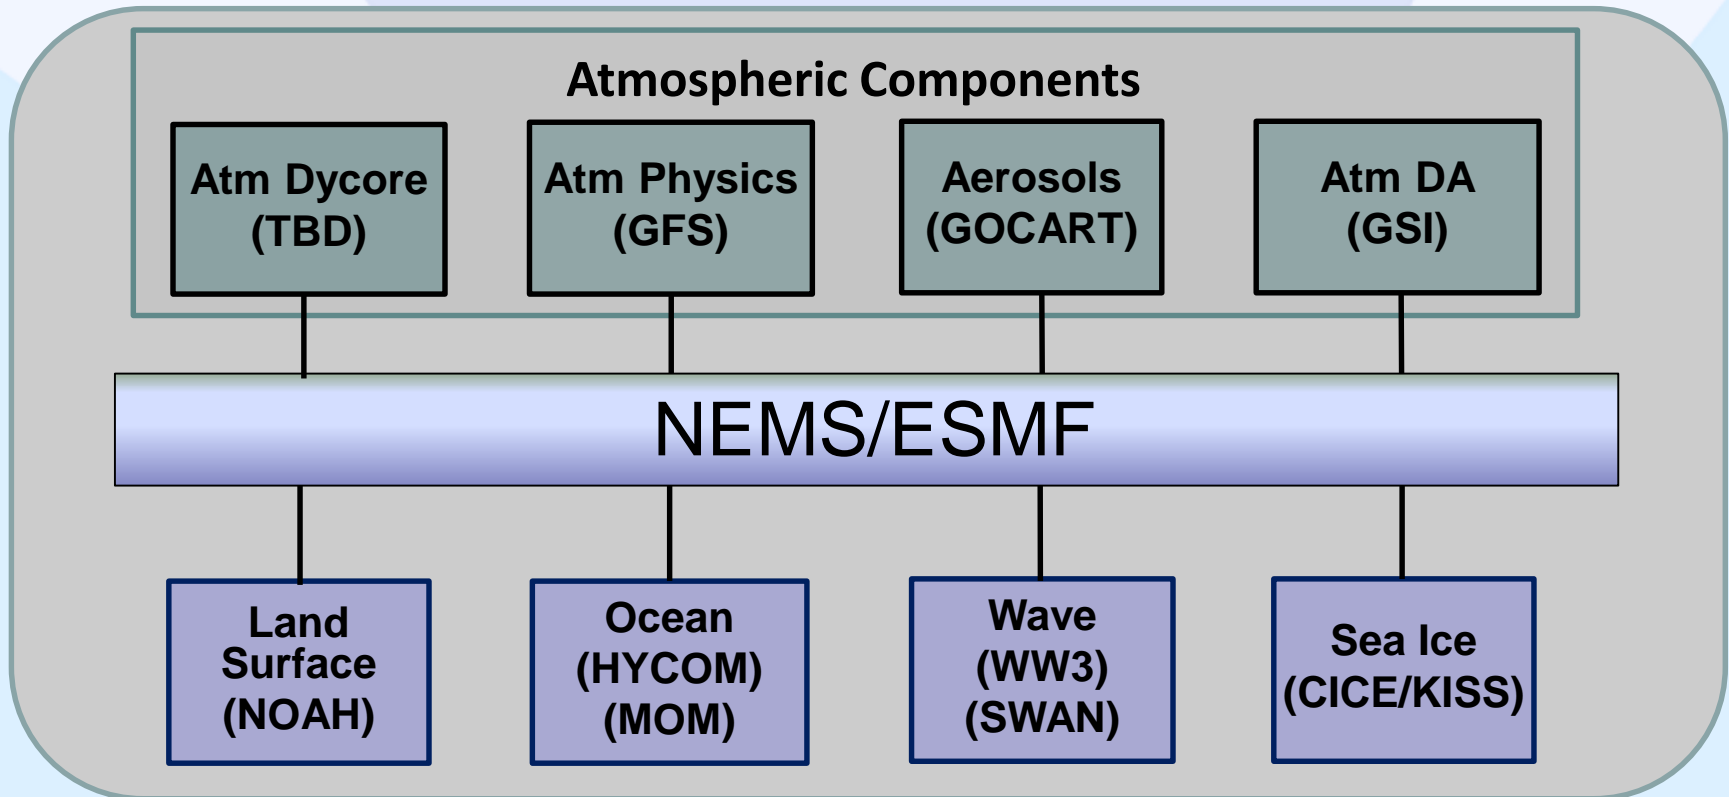 Atmospheric Components
Atm Dycore
(TBD)
Atm Physics
(GFS)
Aerosols
(GOCART)
Atm DA
(GSI)
NEMS/ESMF
Land
Surface
(NOAH)
Ocean
(HYCOM)
(MOM)
Wave
(WW3)
(SWAN)
Sea Ice
(CICE/KISS)